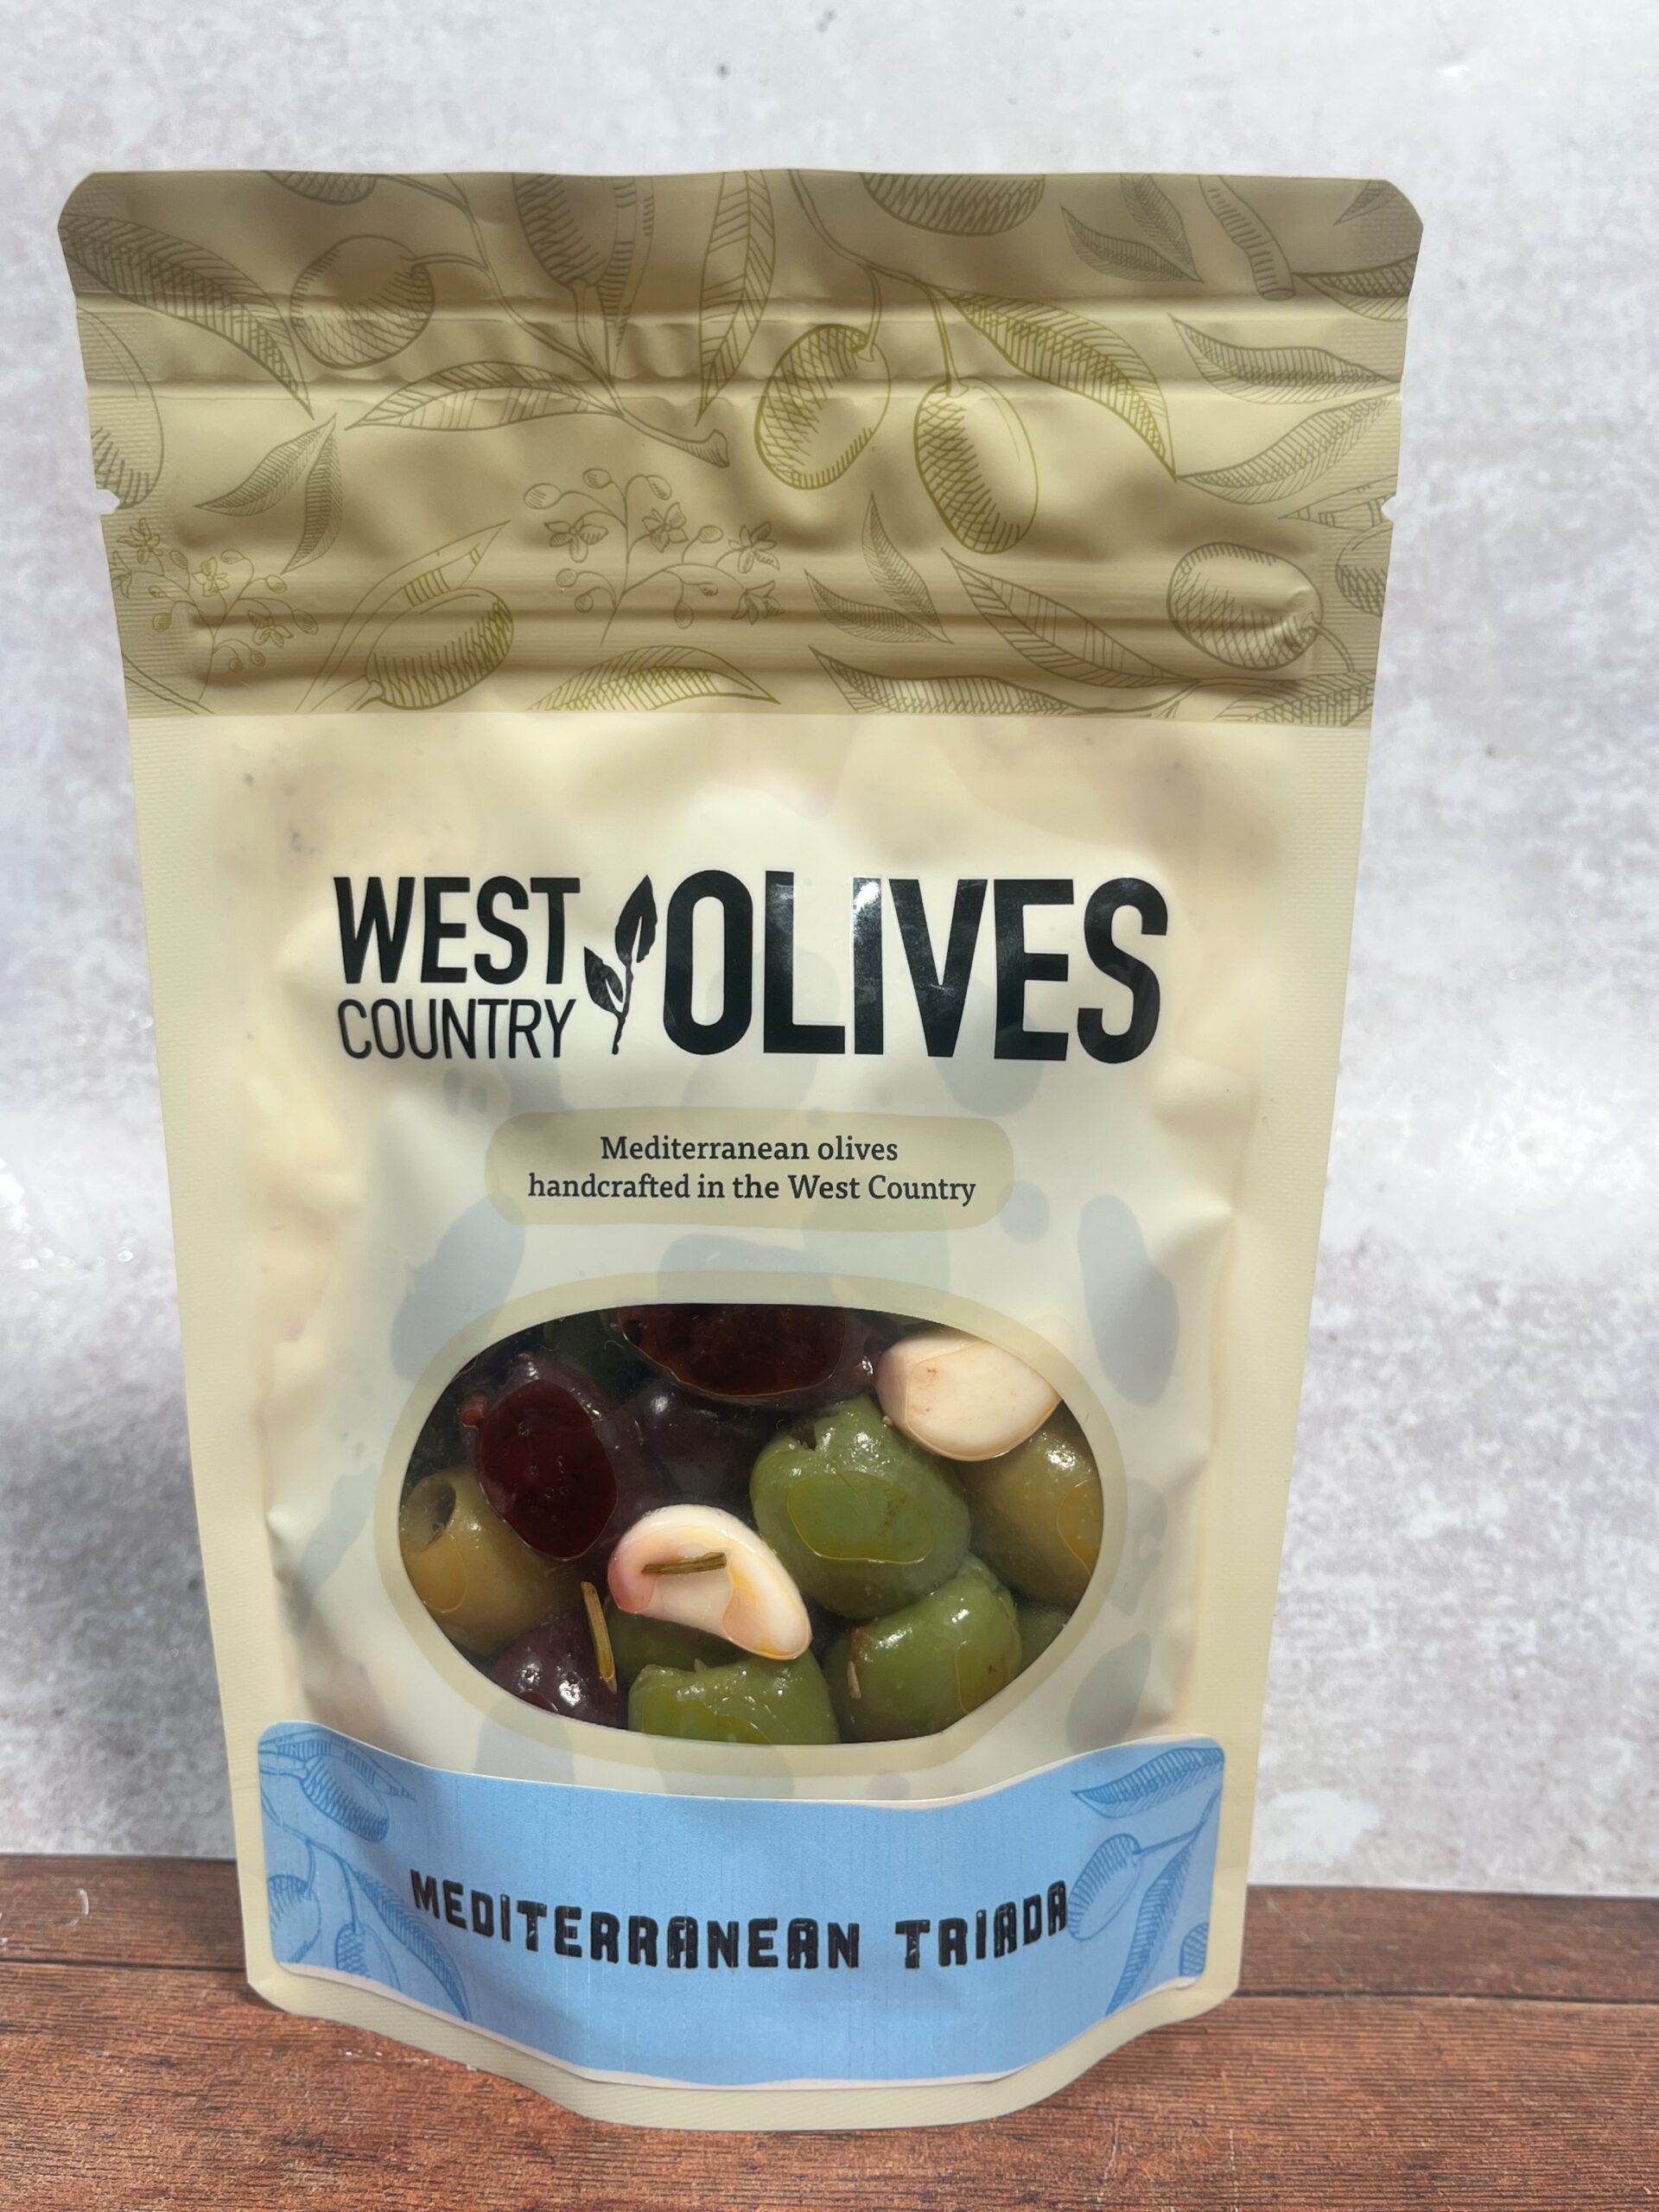 WEST
COUNTRY
OLIVES
Mediterranean olives
handcrafted in the West Country
MEDITERRANEAN TRIADA